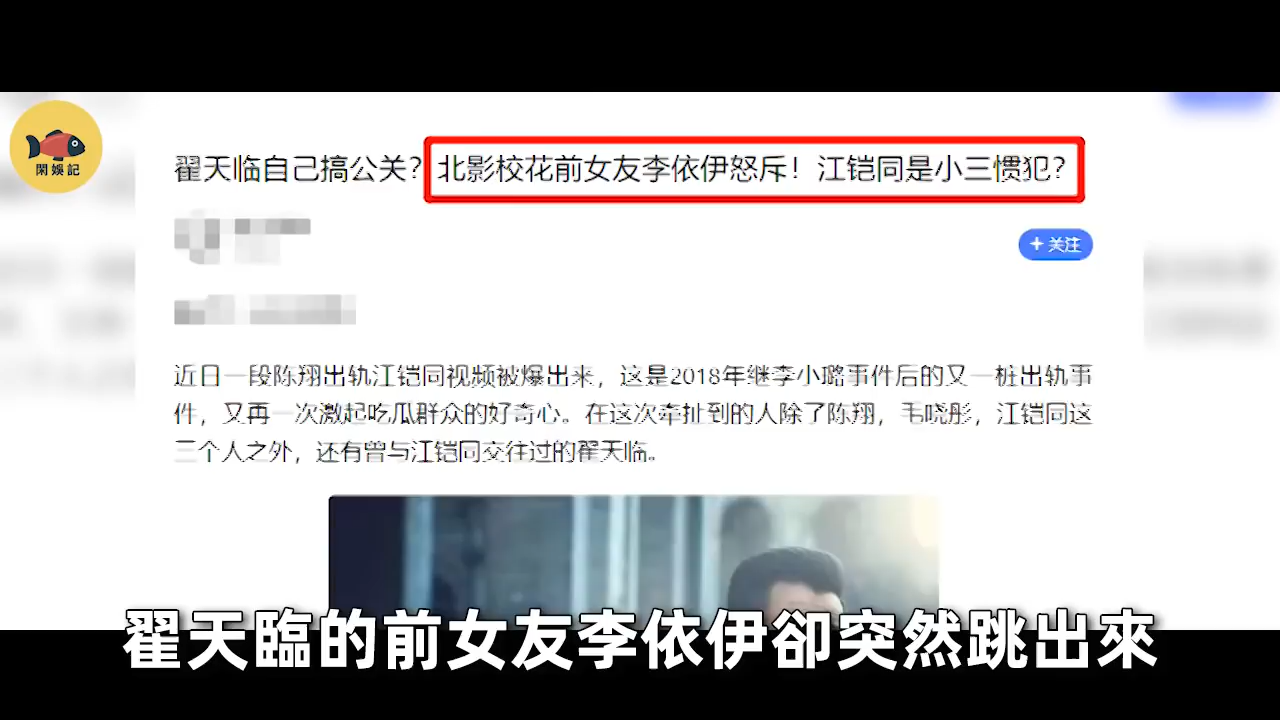 閑娛記
翟天临自己搞公关?北影校花前女友李依伊怒斥!江铠同是小三惯犯?
+ 关注
近日一段陈翔出轨江铠同视频被爆出来，这是2018年继李小璐事件后的又一桩出轨事
件，又再一次激起吃瓜群众的好奇心。在这次牵扯到的人除了陈翔，毛晓彤，江铠同这
三个人之外，还有曾与江铠同交往过的翟天临。
翟天臨的前女友李依伊卻突然跳出來